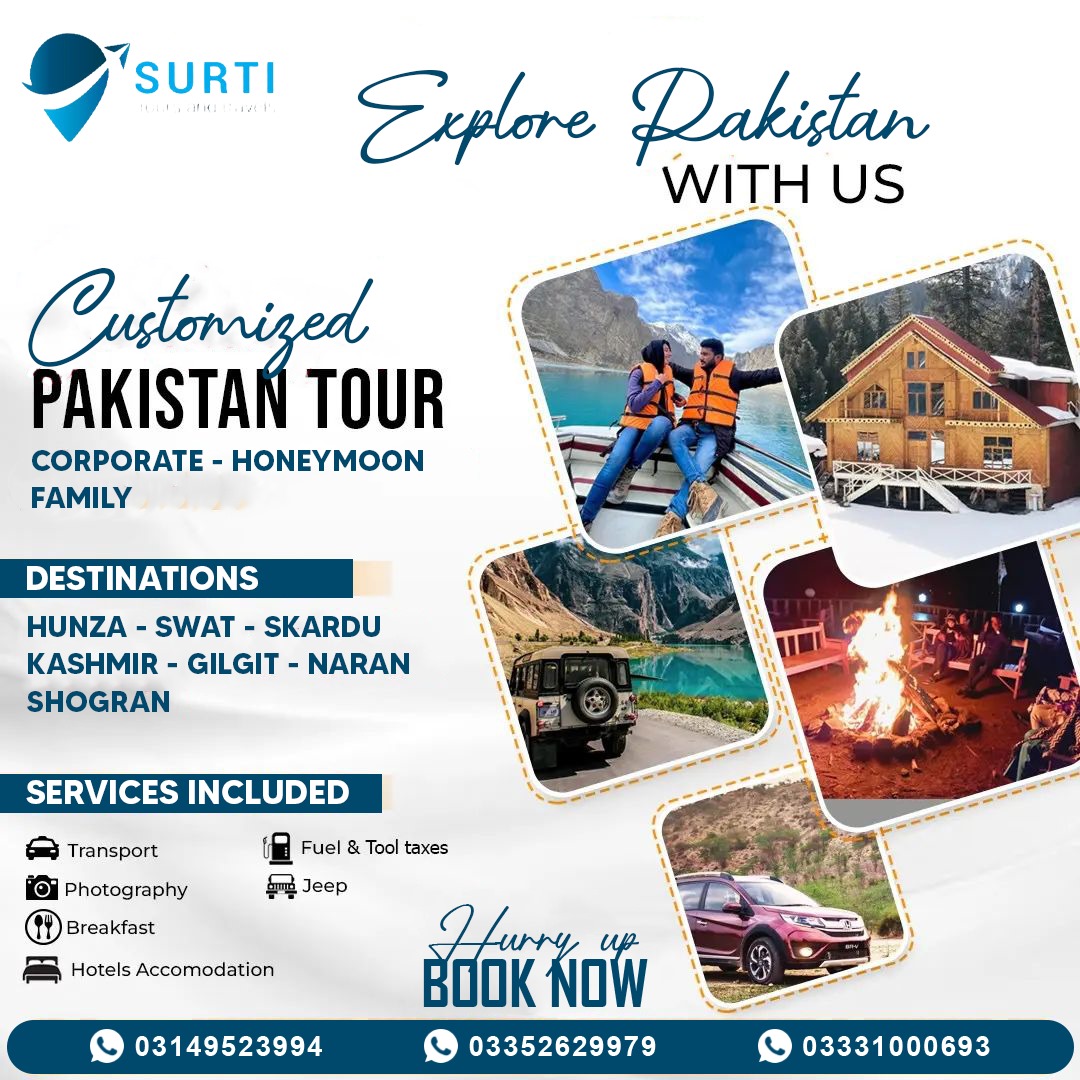 SURTI
Explore Pakistan
WITH US
Customized
PAKISTAN TOUR
CORPORATE - HONEYMOON
FAMILY
DESTINATIONS
HUNZA - SWAT - SKARDU
KASHMIR - GILGIT - NARAN
SHOGRAN
SERVICES INCLUDED
Transport
Fuel & Tool taxes
Photography
Jeep
Breakfast
Hotels Accomodation
Hurry up
BOOK NOW
BR-V
03149523994
03352629979
03331000693